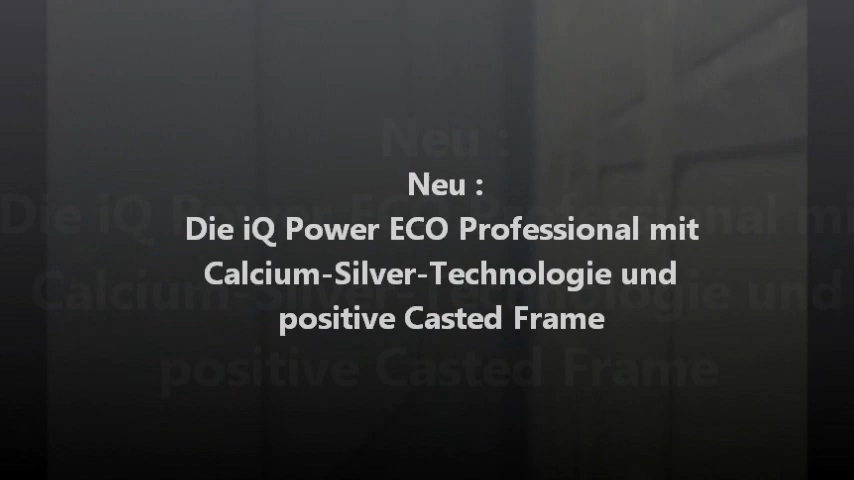 Neu :
Die iQ Power ECO Professional mit
Calcium-Silver-Technologie und
positive Casted Frame